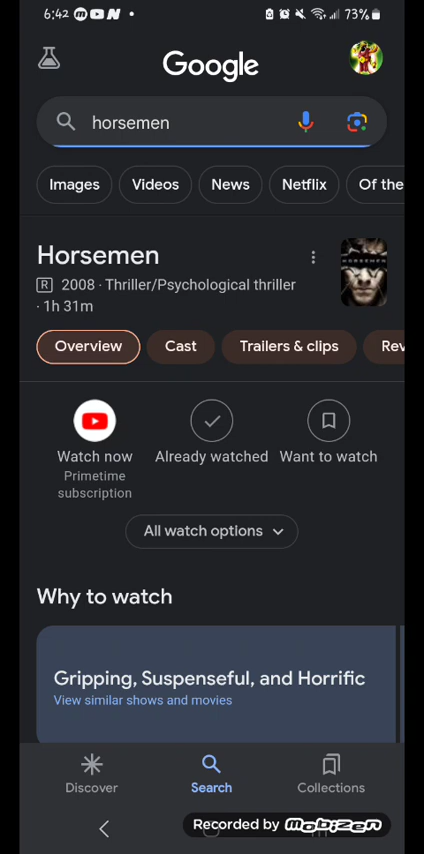 6:42
73%
Google
horsemen
Images
Videos
News
Netflix
Of the
Horsemen
R 2008 · Thriller/Psychological thriller
· 1h 31m
HORSEMEN
Overview
Cast
Trailers & clips
Rev
Watch now
Primetime
subscription
Already watched
Want to watch
All watch options
Why to watch
Gripping, Suspenseful, and Horrific
View similar shows and movies
Discover
Search
Collections
Recorded by mobizen